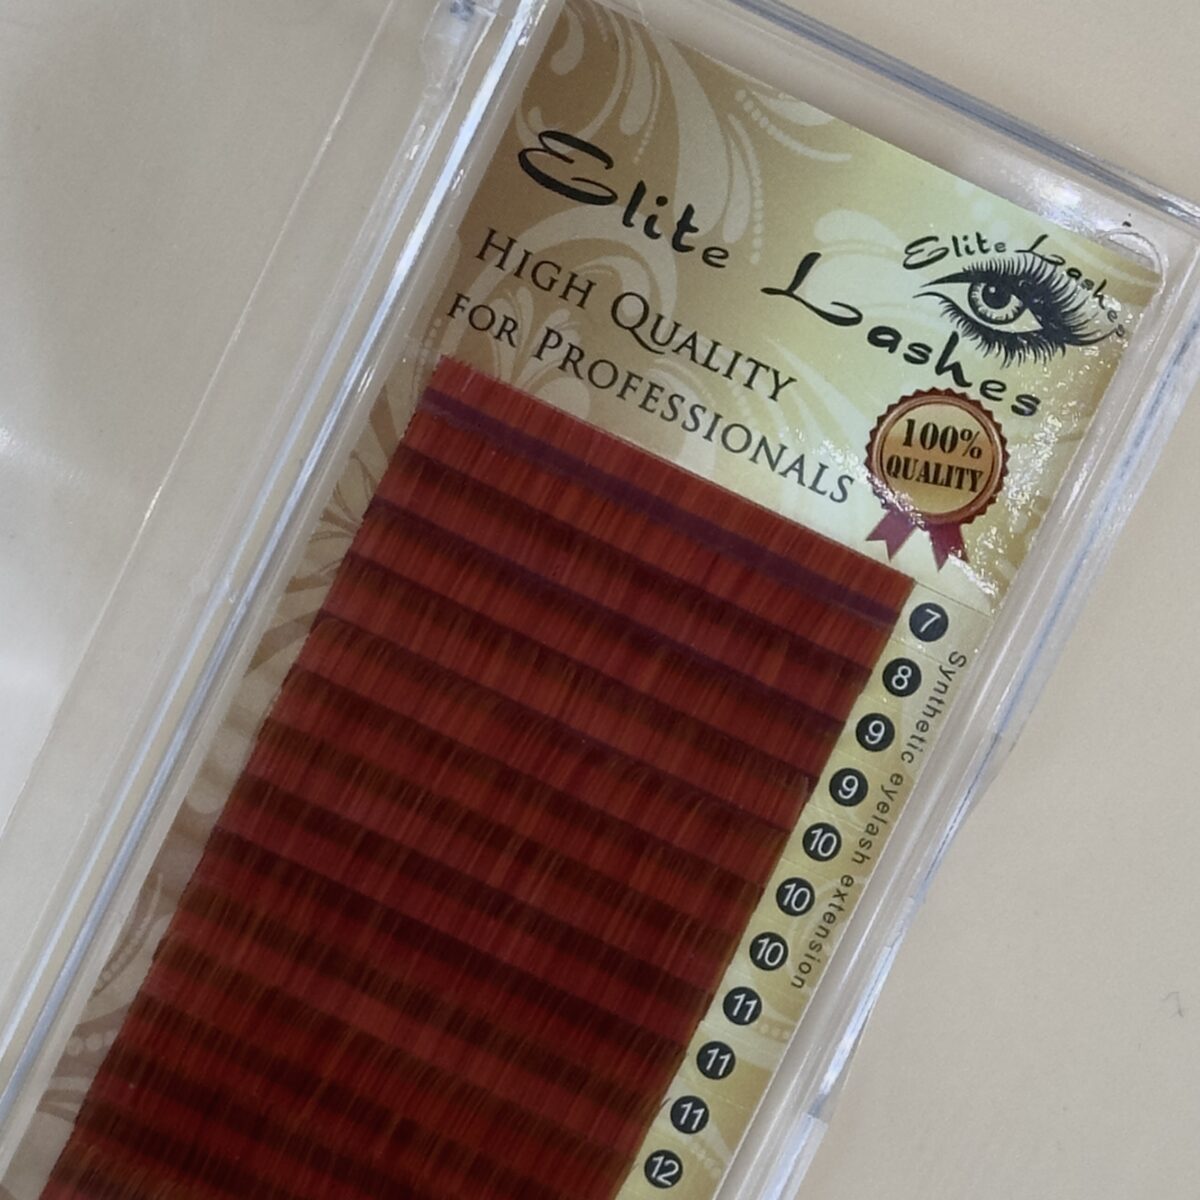 Elite Lashes
HIGH QUALITY
FOR PROFESSIONALS
Elite Lashes
100%
QUALITY
7
8
9
9
10
10
10
11
11
11
12
Synthetic eyelash extension